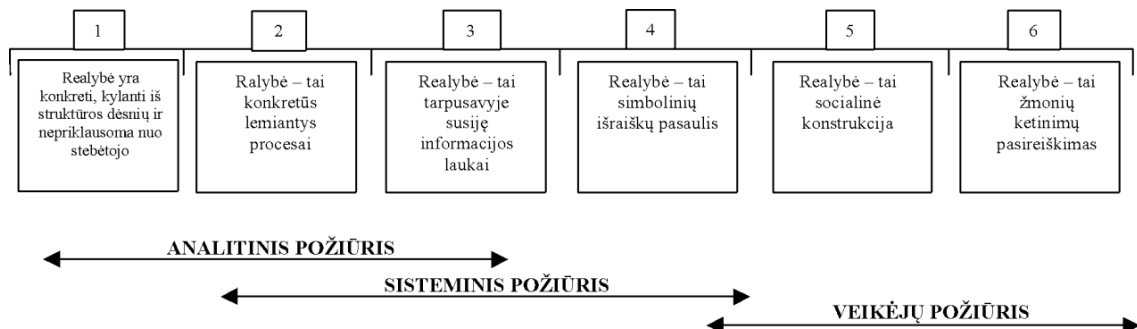 1
2
3
4
5
6
Realybė yra
konkreti, kylanti iš
struktūros dėsnių ir
nepriklausoma nuo
stebėtojo
Ralybė – tai
konkretūs
lemiantys
procesai
Realybė – tai
tarpusavyje
susiję
informacijos
laukai
Realybė – tai
simbolinių
išraiškų pasaulis
Realybė – tai
socialinė
konstrukcija
Realybė – tai
žmonių
ketinimų
pasireiškimas
ANALITINIS POŽIŪRIS
SISTEMINIS POŽIŪRIS
VEIKĖJŲ POŽIŪRIS